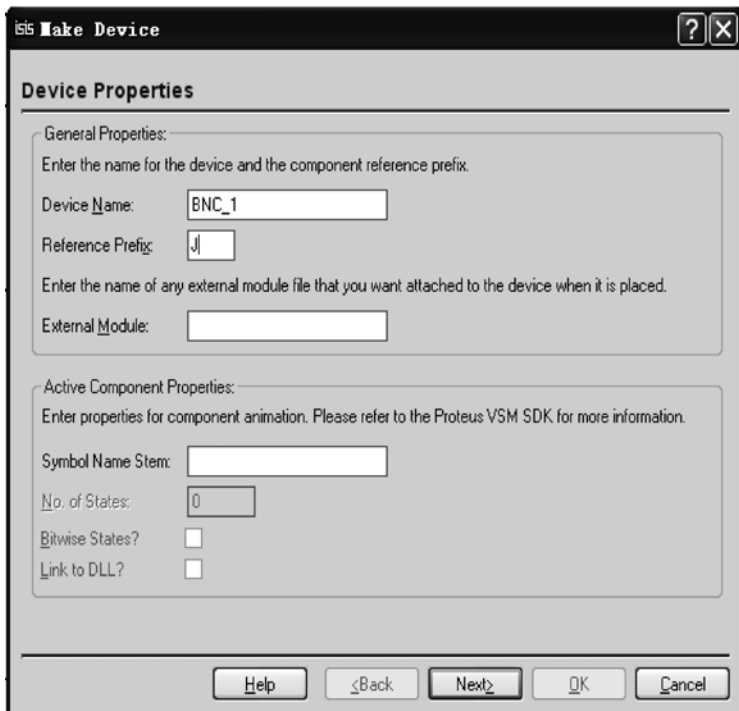 isis Make Device
Device Properties
General Properties:
Enter the name for the device and the component reference prefix.
Device Name: BNC_1
Reference Prefix: J
Enter the name of any external module file that you want attached to the device when it is placed.
External Module:
Active Component Properties:
Enter properties for component animation. Please refer to the Proteus VSM SDK for more information.
Symbol Name Stem:
No. of States: 0
Bitwise States?
Link to DLL?
Help <Back Next> OK Cancel